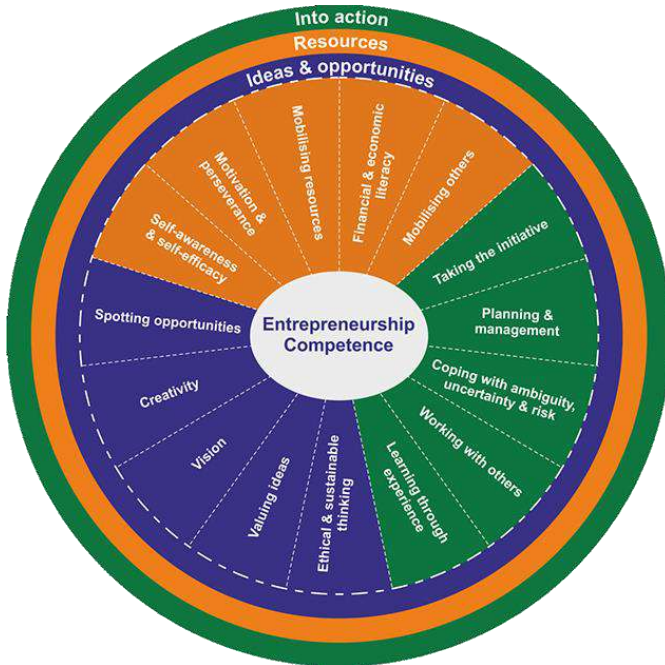 Into action
Resources
Ideas & opportunities
Mobilising resources
Financial & economic
literacy
Mobilising others
Motivation &
perseverance
Self-awareness
& self-efficacy
Taking the initiative
Spotting opportunities
Entrepreneurship
Competence
Planning &
management
Creativity
Coping with ambiguity,
uncertainty & risk
Vision
Working with others
Valuing ideas
Ethical & sustainable
thinking
Learning through
experience